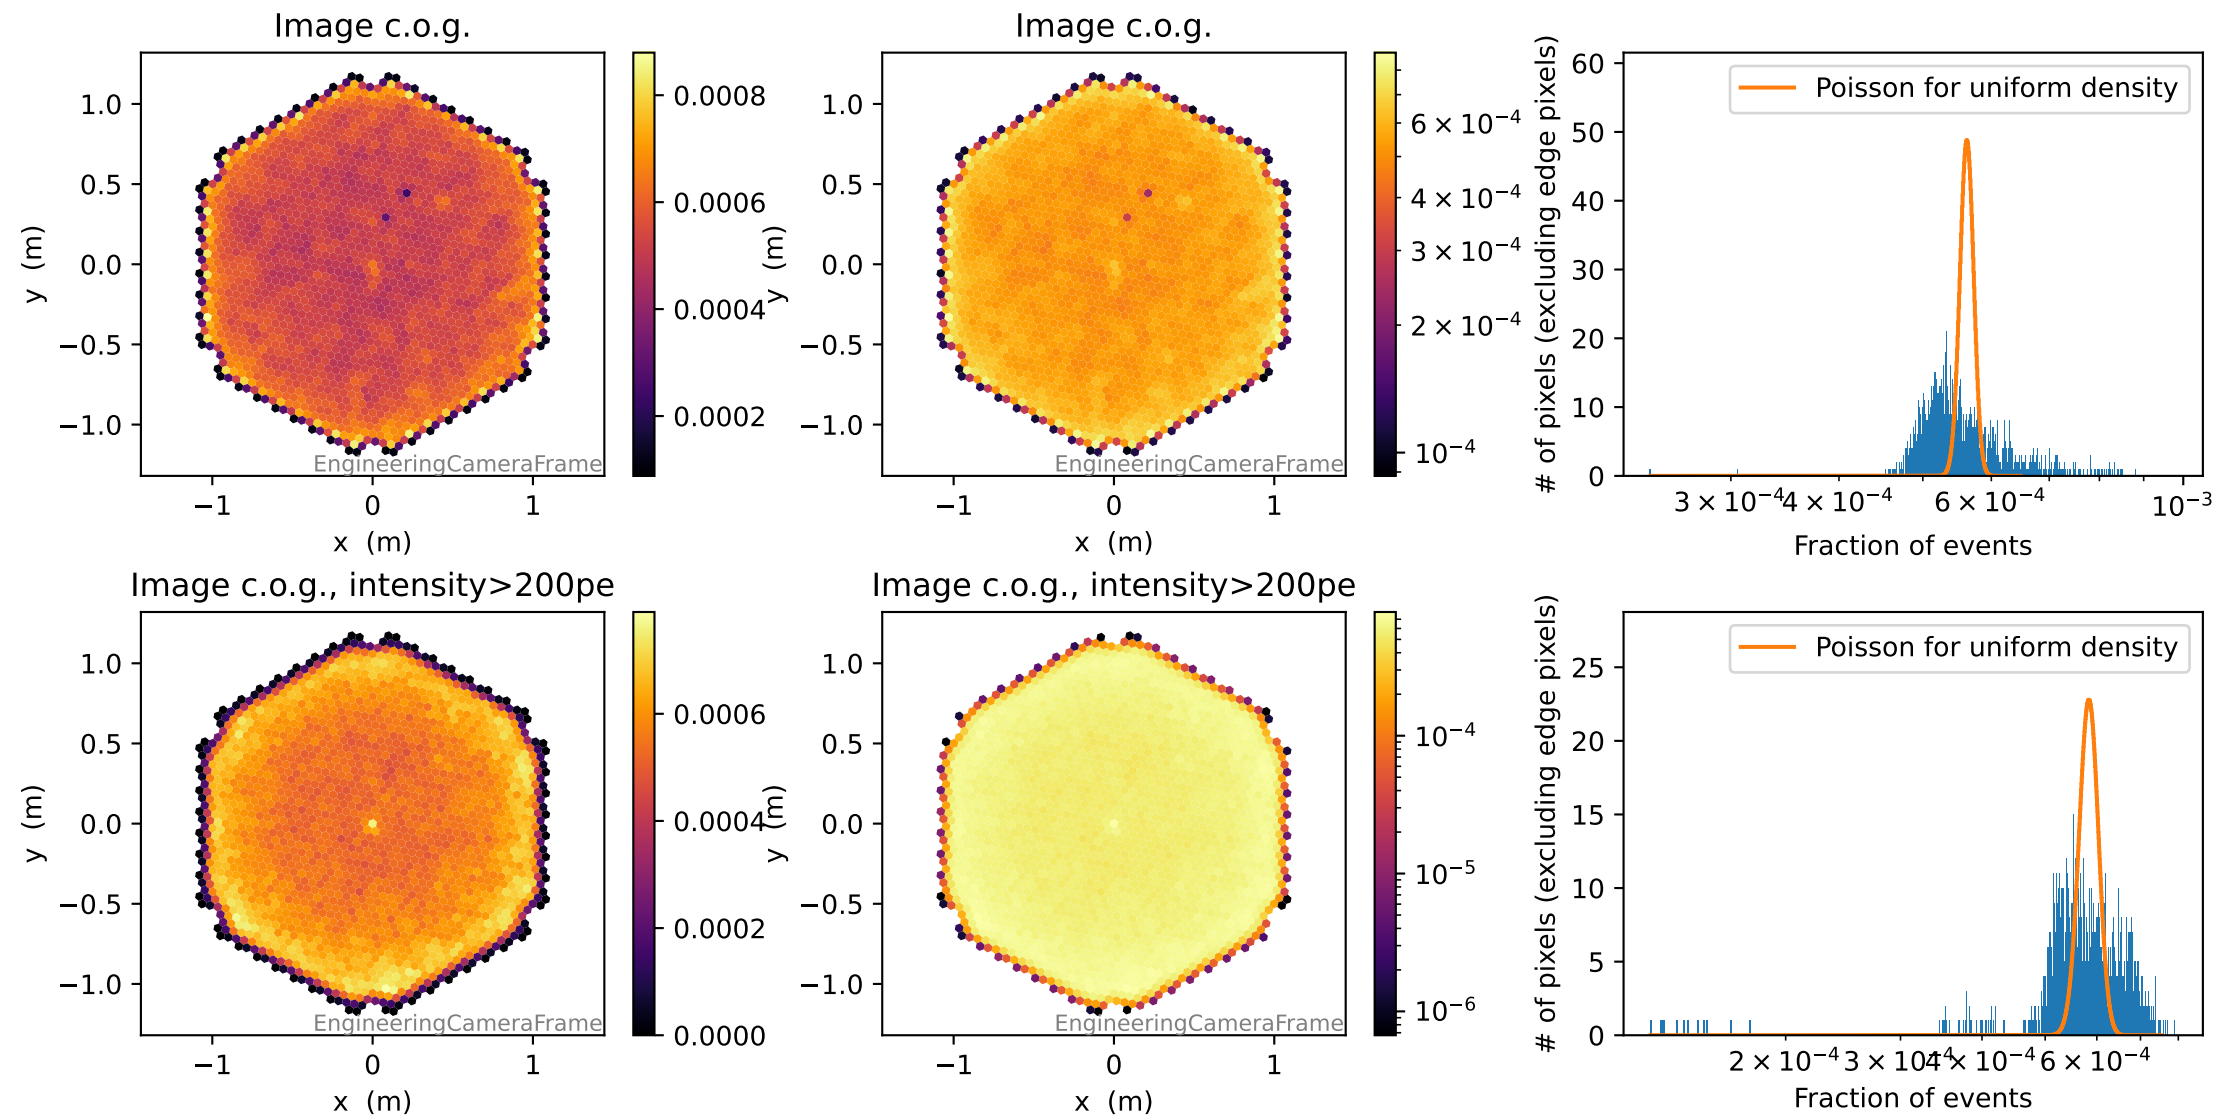 Image c.o.g.
1.0
0.5
0.0
−0.5
−1.0
y (m)
−1 0 1
x (m)
EngineeringCameraFrame
0.0008
0.0006
0.0004
0.0002
Image c.o.g.
1.0
0.5
0.0
−0.5
−1.0
y (m)
−1 0 1
x (m)
EngineeringCameraFrame
6 × 10⁻⁴
4 × 10⁻⁴
3 × 10⁻⁴
2 × 10⁻⁴
10⁻⁴
# of pixels (excluding edge pixels)
60
50
40
30
20
10
0
Poisson for uniform density
3 × 10⁻⁴ 4 × 10⁻⁴ 6 × 10⁻⁴ 10⁻³
Fraction of events
Image c.o.g., intensity>200pe
1.0
0.5
0.0
−0.5
−1.0
y (m)
−1 0 1
x (m)
EngineeringCameraFrame
0.0006
0.0004
0.0002
0.0000
Image c.o.g., intensity>200pe
1.0
0.5
0.0
−0.5
−1.0
y (m)
−1 0 1
x (m)
EngineeringCameraFrame
10⁻⁴
10⁻⁵
10⁻⁶
# of pixels (excluding edge pixels)
25
20
15
10
5
0
Poisson for uniform density
2 × 10⁻⁴ 3 × 10⁻⁴ 4 × 10⁻⁴ 6 × 10⁻⁴
Fraction of events